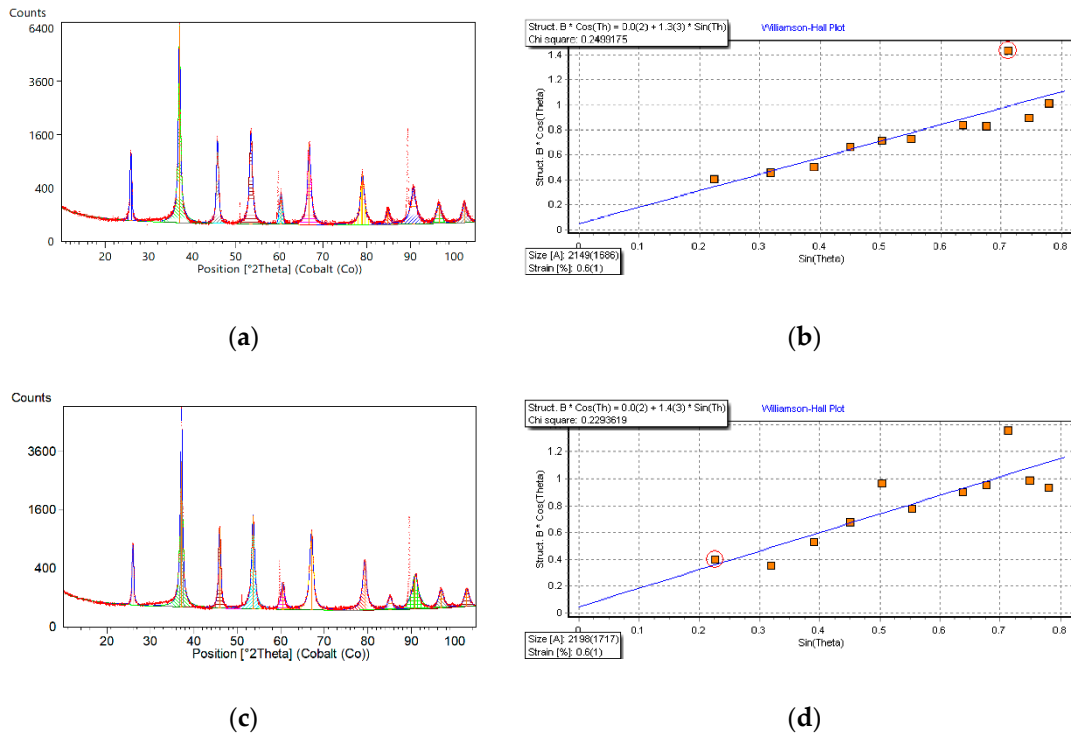 Counts
6400
3600
1600
400
0
20 30 40 50 60 70 80 90 100
Position [°2Theta] (Cobalt (Co))
(a)
Struct. B * Cos(Th) = 0.0(2) + 1.3(3) * Sin(Th)
Chi square: 0.2499175
Williamson-Hall Plot
Struct. B * Cos(Theta)
1.4
1.2
1
0.8
0.6
0.4
0.2
0
0 0.1 0.2 0.3 0.4 0.5 0.6 0.7 0.8
Sin(Theta)
Size [A]: 2149(1686)
Strain [%]: 0.6(1)
(b)
Counts
3600
1600
400
0
20 30 40 50 60 70 80 90 100
Position [°2Theta] (Cobalt (Co))
(c)
Struct. B * Cos(Th) = 0.0(2) + 1.4(3) * Sin(Th)
Chi square: 0.2293619
Williamson-Hall Plot
Struct. B * Cos(Theta)
1.2
1
0.8
0.6
0.4
0.2
0
0 0.1 0.2 0.3 0.4 0.5 0.6 0.7 0.8
Sin(Theta)
Size [A]: 2198(1717)
Strain [%]: 0.6(1)
(d)